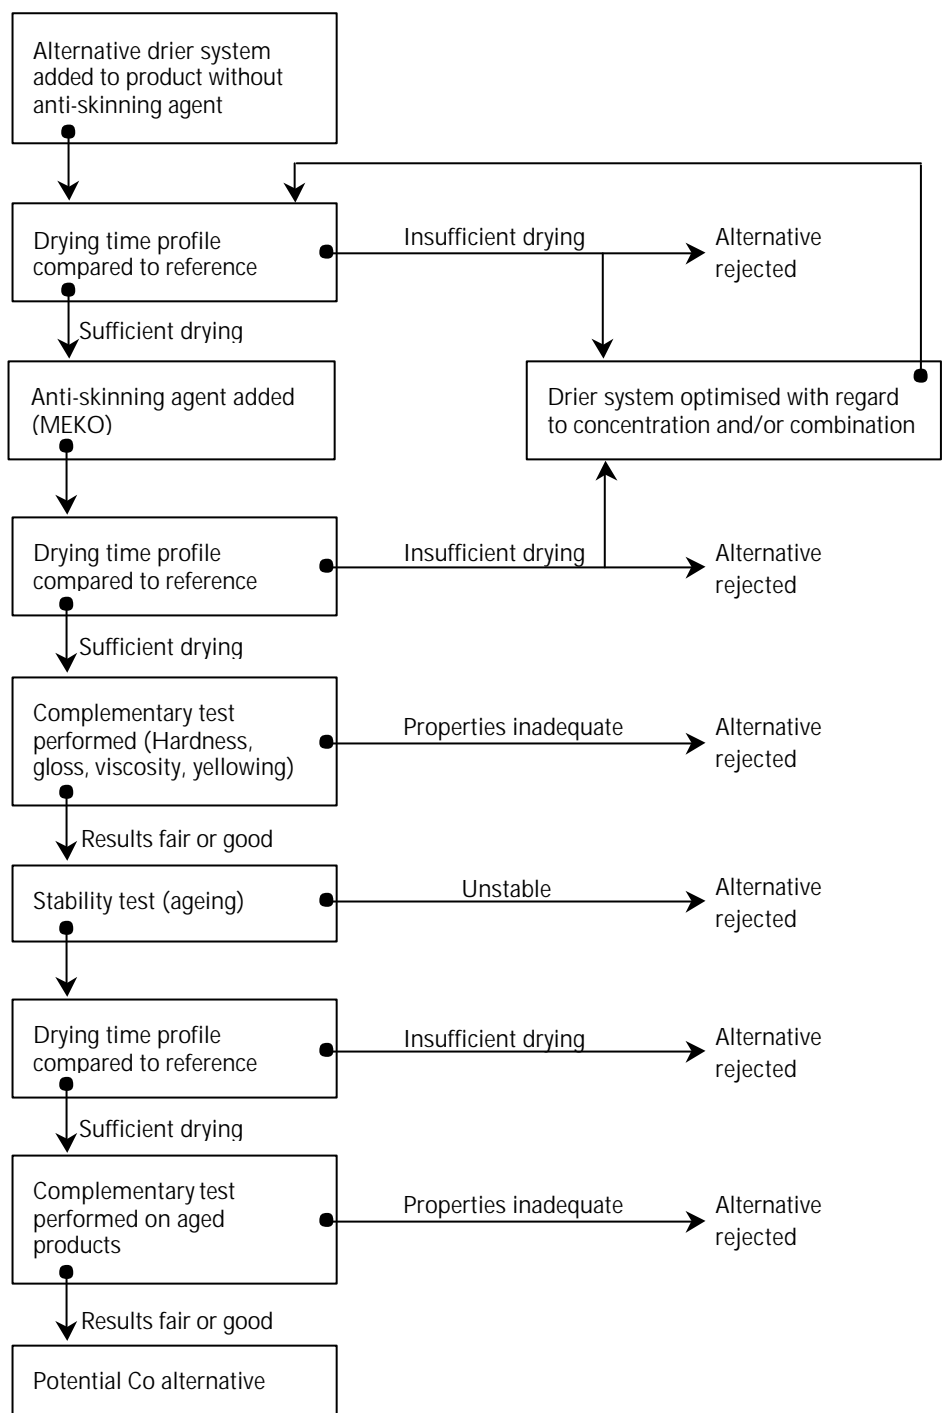 Alternative drier system
added to product without
anti-skinning agent
Drying time profile
compared to reference
Insufficient drying
Alternative
rejected
Sufficient drying
Anti-skinning agent added
(MEKO)
Drier system optimised with regard
to concentration and/or combination
Drying time profile
compared to reference
Insufficient drying
Alternative
rejected
Sufficient drying
Complementary test
performed (Hardness,
gloss, viscosity, yellowing)
Properties inadequate
Alternative
rejected
Results fair or good
Stability test (ageing)
Unstable
Alternative
rejected
Drying time profile
compared to reference
Insufficient drying
Alternative
rejected
Sufficient drying
Complementary test
performed on aged
products
Properties inadequate
Alternative
rejected
Results fair or good
Potential Co alternative